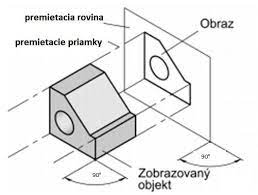 premietacia rovina
Obraz
premietacie priamky
90°
90°
Zobrazovaný
objekt